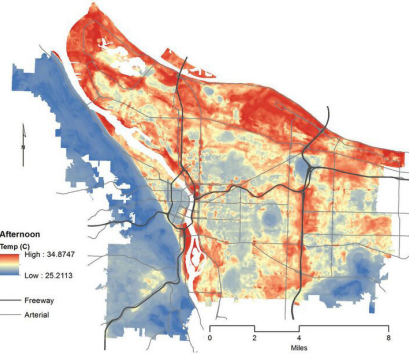 N
Afternoon
Temp (C)
High : 34.8747
Low : 25.2113
Freeway
Arterial
0 2 4 8
Miles